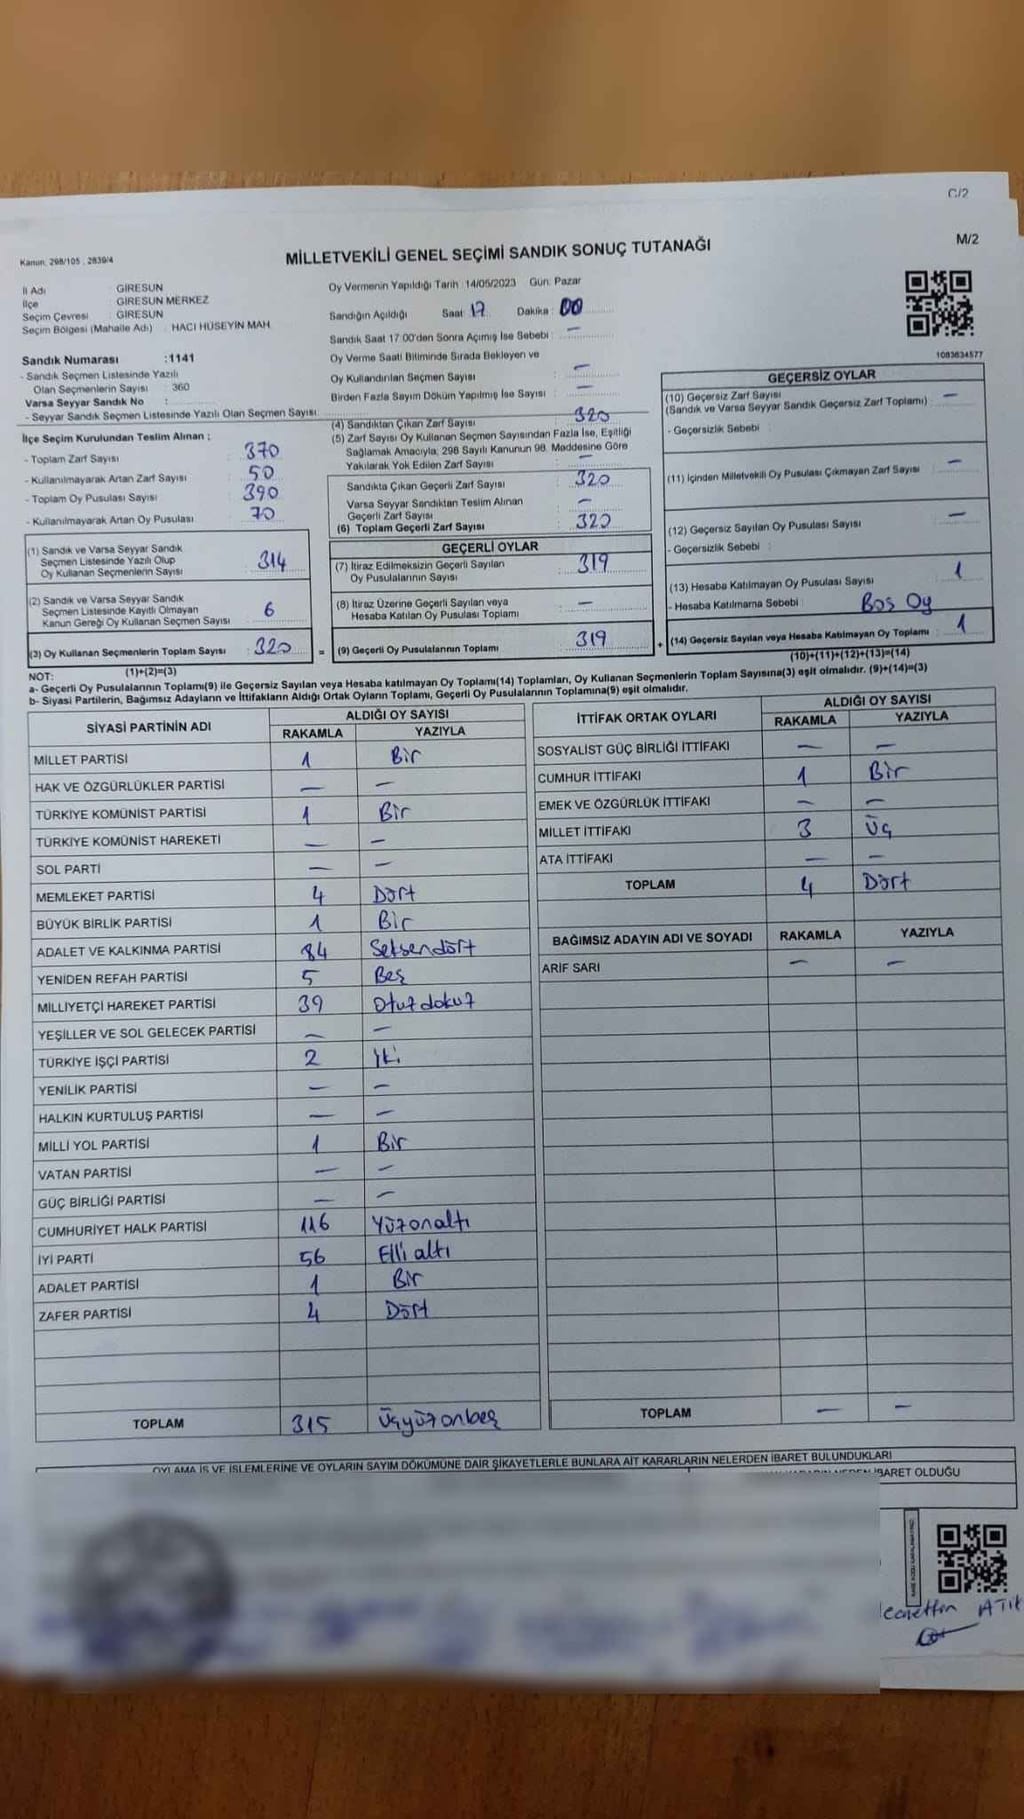 C/2
M/2
Kanun, 298/105 , 2839/4
MİLLETVEKİLİ GENEL SEÇİMİ SANDIK SONUÇ TUTANAĞI
İl Adı : GİRESUN
İlçe : GİRESUN MERKEZ
Seçim Çevresi : GİRESUN
Seçim Bölgesi (Mahalle Adı) : HACI HÜSEYİN MAH.
Sandık Numarası :1141
- Sandık Seçmen Listesinde Yazılı
Olan Seçmenlerin Sayısı : 360
Varsa Seyyar Sandık No :
- Seyyar Sandık Seçmen Listesinde Yazılı Olan Seçmen Sayısı:
Oy Vermenin Yapıldığı Tarih: 14/05/2023 Gün: Pazar
Sandığın Açıldığı Saat: 17 Dakika: 00
Sandık Saat 17:00'den Sonra Açımış İse Sebebi : —
Oy Verme Saati Bitiminde Sırada Bekleyen ve
Oy Kullandırılan Seçmen Sayısı : —
Birden Fazla Sayım Döküm Yapılmış İse Sayısı : —
1083634577
İlçe Seçim Kurulundan Teslim Alınan :
- Toplam Zarf Sayısı : 370
- Kullanılmayarak Artan Zarf Sayısı : 50
- Toplam Oy Pusulası Sayısı : 390
- Kullanılmayarak Artan Oy Pusulası : 70
(1) Sandık ve Varsa Seyyar Sandık
Seçmen Listesinde Yazılı Olup
Oy Kullanan Seçmenlerin Sayısı : 314
(2) Sandık ve Varsa Seyyar Sandık
Seçmen Listesinde Kayıtlı Olmayan
Kanun Gereği Oy Kullanan Seçmen Sayısı : 6
(3) Oy Kullanan Seçmenlerin Toplam Sayısı : 320 =
(1)+(2)=(3)
(4) Sandıktan Çıkan Zarf Sayısı : 320
(5) Zarf Sayısı Oy Kullanan Seçmen Sayısından Fazla İse, Eşitliği
Sağlamak Amacıyla, 298 Sayılı Kanunun 98. Maddesine Göre
Yakılarak Yok Edilen Zarf Sayısı : —
Sandıkta Çıkan Geçerli Zarf Sayısı : 320
Varsa Seyyar Sandıktan Teslim Alınan
Geçerli Zarf Sayısı : —
(6) Toplam Geçerli Zarf Sayısı : 320
GEÇERLİ OYLAR
(7) İtiraz Edilmeksizin Geçerli Sayılan
Oy Pusulalarının Sayısı : 319
(8) İtiraz Üzerine Geçerli Sayılan veya
Hesaba Katılan Oy Pusulası Toplamı : —
(9) Geçerli Oy Pusulalarının Toplamı : 319 +
GEÇERSİZ OYLAR
(10) Geçersiz Zarf Sayısı
(Sandık ve Varsa Seyyar Sandık Geçersiz Zarf Toplamı) : —
- Geçersizlik Sebebi :
(11) İçinden Milletvekili Oy Pusulası Çıkmayan Zarf Sayısı : —
(12) Geçersiz Sayılan Oy Pusulası Sayısı : —
- Geçersizlik Sebebi :
(13) Hesaba Katılmayan Oy Pusulası Sayısı : 1
- Hesaba Katılmama Sebebi : Boş Oy
(14) Geçersiz Sayılan veya Hesaba Katılmayan Oy Toplamı : 1
(10)+(11)+(12)+(13)=(14)
NOT:
a- Geçerli Oy Pusulalarının Toplamı(9) ile Geçersiz Sayılan veya Hesaba katılmayan Oy Toplamı(14) Toplamları, Oy Kullanan Seçmenlerin Toplam Sayısına(3) eşit olmalıdır. (9)+(14)=(3)
b- Siyasi Partilerin, Bağımsız Adayların ve İttifakların Aldığı Ortak Oyların Toplamı, Geçerli Oy Pusulalarının Toplamına(9) eşit olmalıdır.
SİYASİ PARTİNİN ADI ALDIĞI OY SAYISI
RAKAMLA YAZIYLA
MİLLET PARTİSİ 1 Bir
HAK VE ÖZGÜRLÜKLER PARTİSİ — —
TÜRKİYE KOMÜNİST PARTİSİ 1 Bir
TÜRKİYE KOMÜNİST HAREKETİ — —
SOL PARTİ — —
MEMLEKET PARTİSİ 4 Dört
BÜYÜK BİRLİK PARTİSİ 1 Bir
ADALET VE KALKINMA PARTİSİ 84 Seksendört
YENİDEN REFAH PARTİSİ 5 Beş
MİLLİYETÇİ HAREKET PARTİSİ 39 Otuzdokuz
YEŞİLLER VE SOL GELECEK PARTİSİ — —
TÜRKİYE İŞÇİ PARTİSİ 2 İki
YENİLİK PARTİSİ — —
HALKIN KURTULUŞ PARTİSİ — —
MİLLİ YOL PARTİSİ 1 Bir
VATAN PARTİSİ — —
GÜÇ BİRLİĞİ PARTİSİ — —
CUMHURİYET HALK PARTİSİ 116 Yüzonaltı
İYİ PARTİ 56 Elli altı
ADALET PARTİSİ 1 Bir
ZAFER PARTİSİ 4 Dört
TOPLAM 315 Üçyüzonbeş
İTTİFAK ORTAK OYLARI ALDIĞI OY SAYISI
RAKAMLA YAZIYLA
SOSYALİST GÜÇ BİRLİĞİ İTTİFAKI — —
CUMHUR İTTİFAKI 1 Bir
EMEK VE ÖZGÜRLÜK İTTİFAKI — —
MİLLET İTTİFAKI 3 Üç
ATA İTTİFAKI — —
TOPLAM 4 Dört
BAĞIMSIZ ADAYIN ADI VE SOYADI RAKAMLA YAZIYLA
ARİF SARI — —
TOPLAM — —
OYLAMA İŞ VE İŞLEMLERİNE VE OYLARIN SAYIM DÖKÜMÜNE DAİR ŞİKAYETLERLE BUNLARA AİT KARARLARIN NELERDEN İBARET BULUNDUKLARI
İBARET OLDUĞU